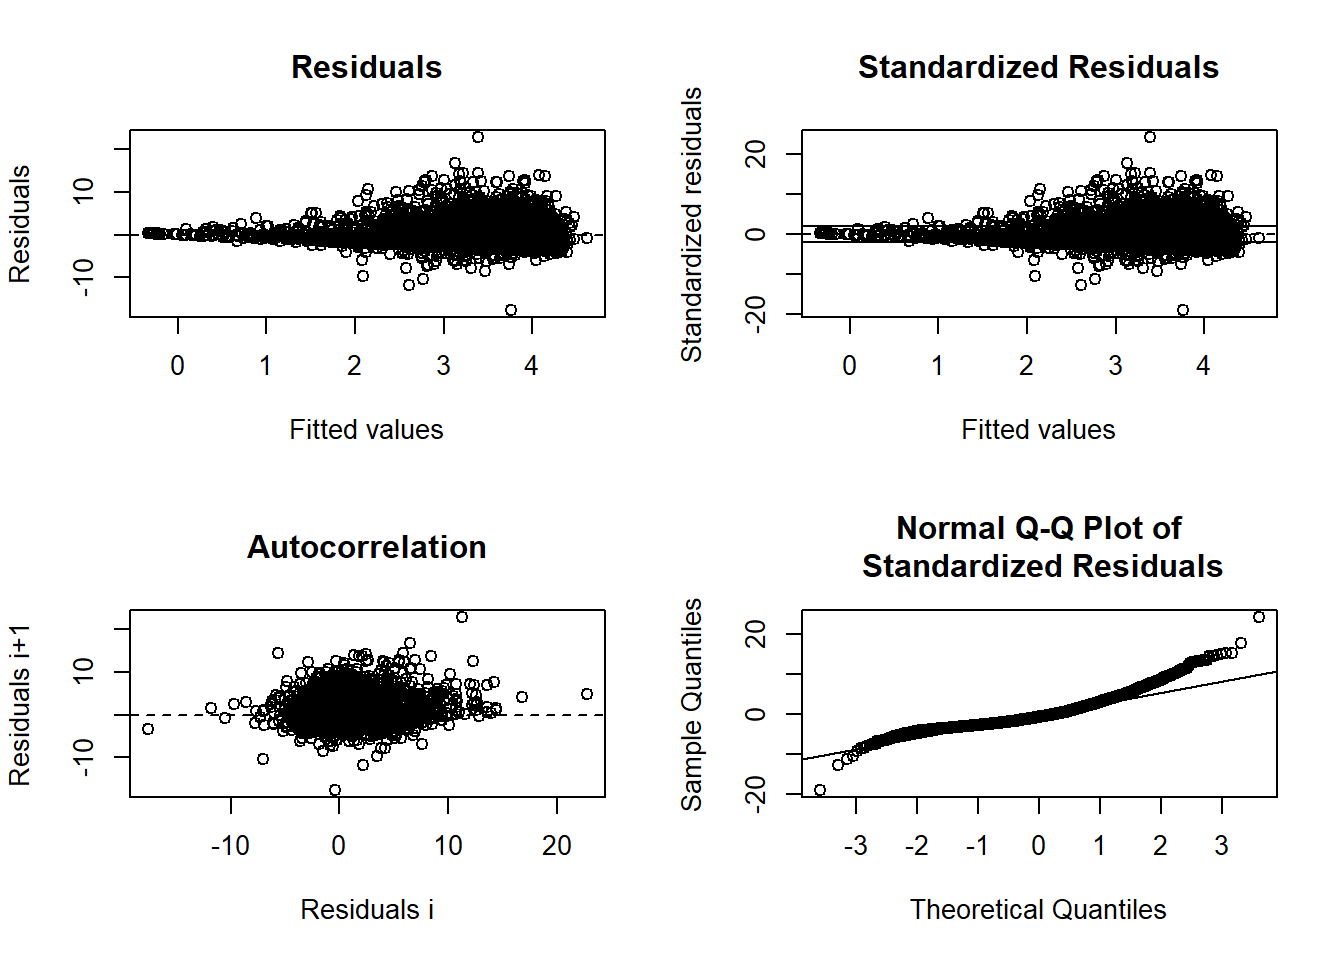 Residuals
Residuals
10
-10
0
1
2
3
4
Fitted values
Standardized Residuals
Standardized residuals
20
0
-20
0
1
2
3
4
Fitted values
Autocorrelation
Residuals i+1
10
-10
-10
0
10
20
Residuals i
Normal Q-Q Plot of
Standardized Residuals
Sample Quantiles
20
0
-20
-3
-2
-1
0
1
2
3
Theoretical Quantiles